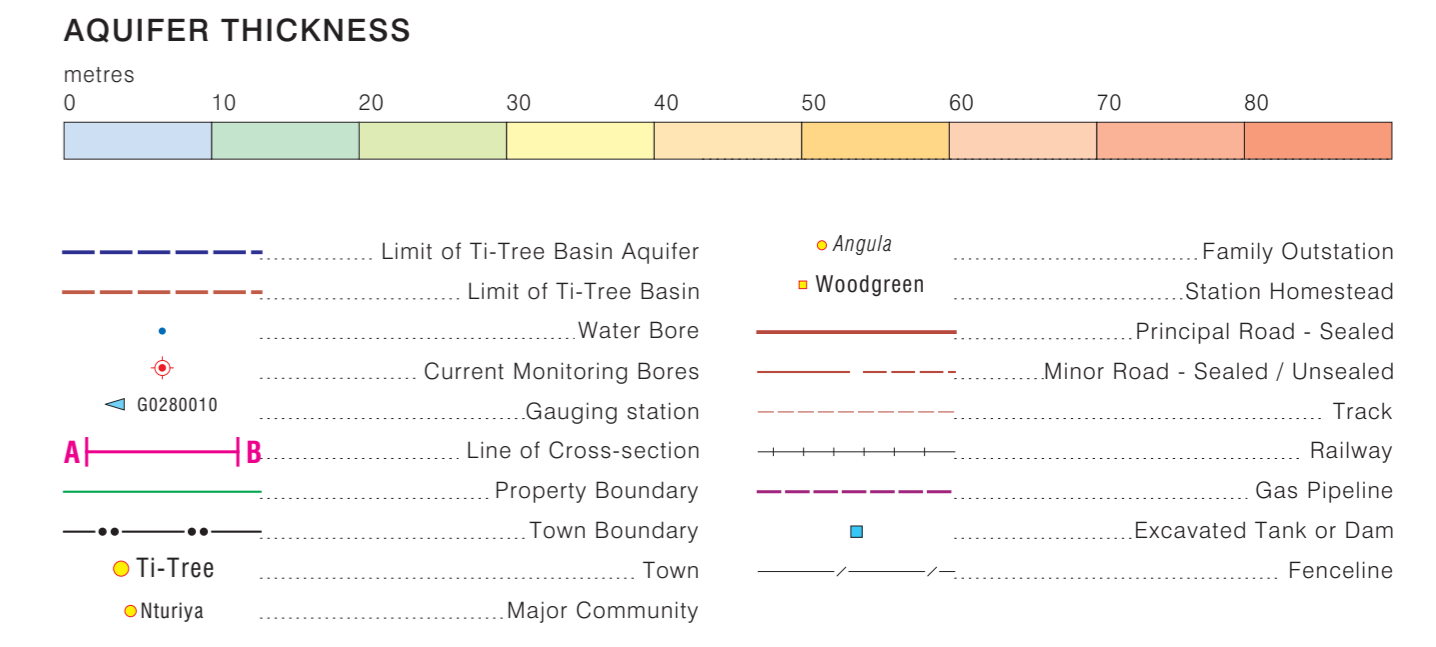 AQUIFER THICKNESS
metres
0 10 20 30 40 50 60 70 80
Limit of Ti-Tree Basin Aquifer
Limit of Ti-Tree Basin
Water Bore
Current Monitoring Bores
G0280010 Gauging station
A B Line of Cross-section
Property Boundary
Town Boundary
Ti-Tree Town
Nturiya Major Community
Angula Family Outstation
Woodgreen Station Homestead
Principal Road - Sealed
Minor Road - Sealed / Unsealed
Track
Railway
Gas Pipeline
Excavated Tank or Dam
Fenceline